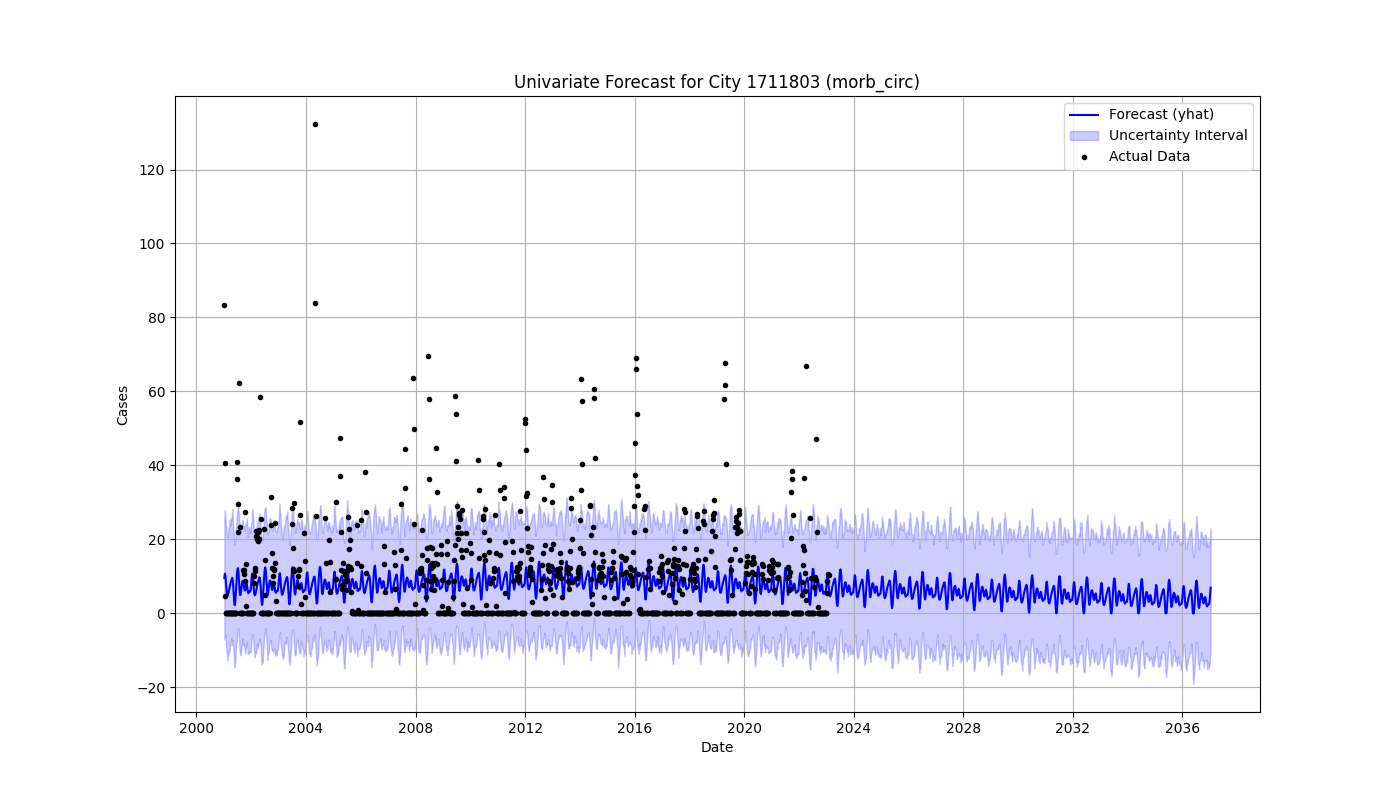 Univariate Forecast for City 1711803 (morb_circ)
Forecast (yhat)
Uncertainty Interval
Actual Data
120
100
80
60
40
20
0
−20
Cases
2000 2004 2008 2012 2016 2020 2024 2028 2032 2036
Date